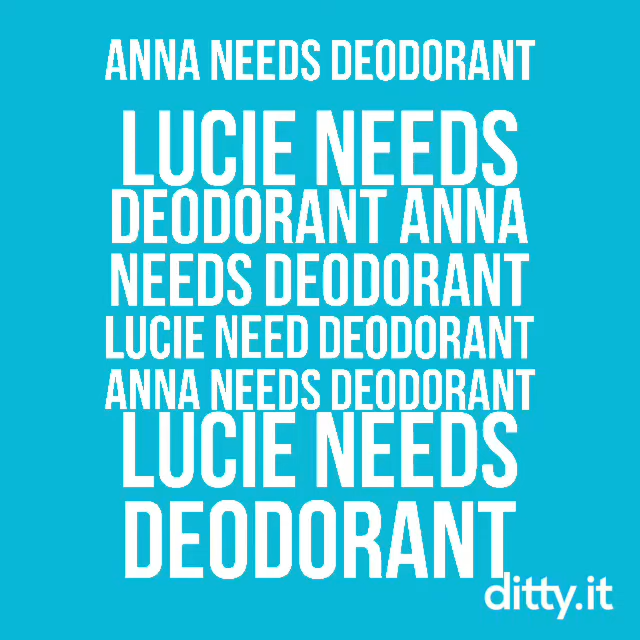 ANNA NEEDS DEODORANT
LUCIE NEEDS
DEODORANT ANNA
NEEDS DEODORANT
LUCIE NEED DEODORANT
ANNA NEEDS DEODORANT
LUCIE NEEDS
DEODORANT
ditty.it